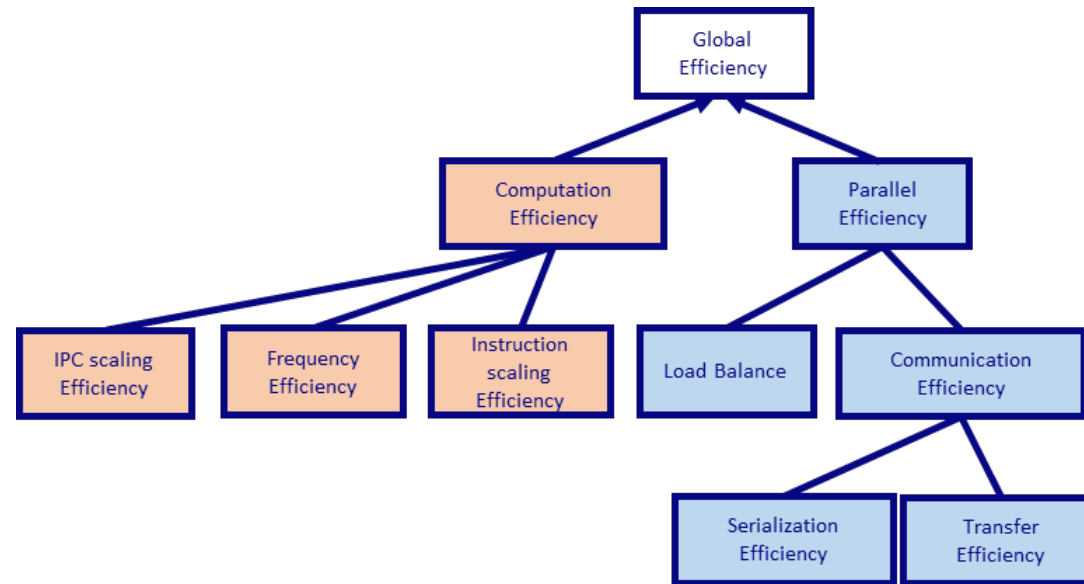 Global
Efficiency
Computation
Efficiency
Parallel
Efficiency
IPC scaling
Efficiency
Frequency
Efficiency
Instruction
scaling
Efficiency
Load Balance
Communication
Efficiency
Serialization
Efficiency
Transfer
Efficiency